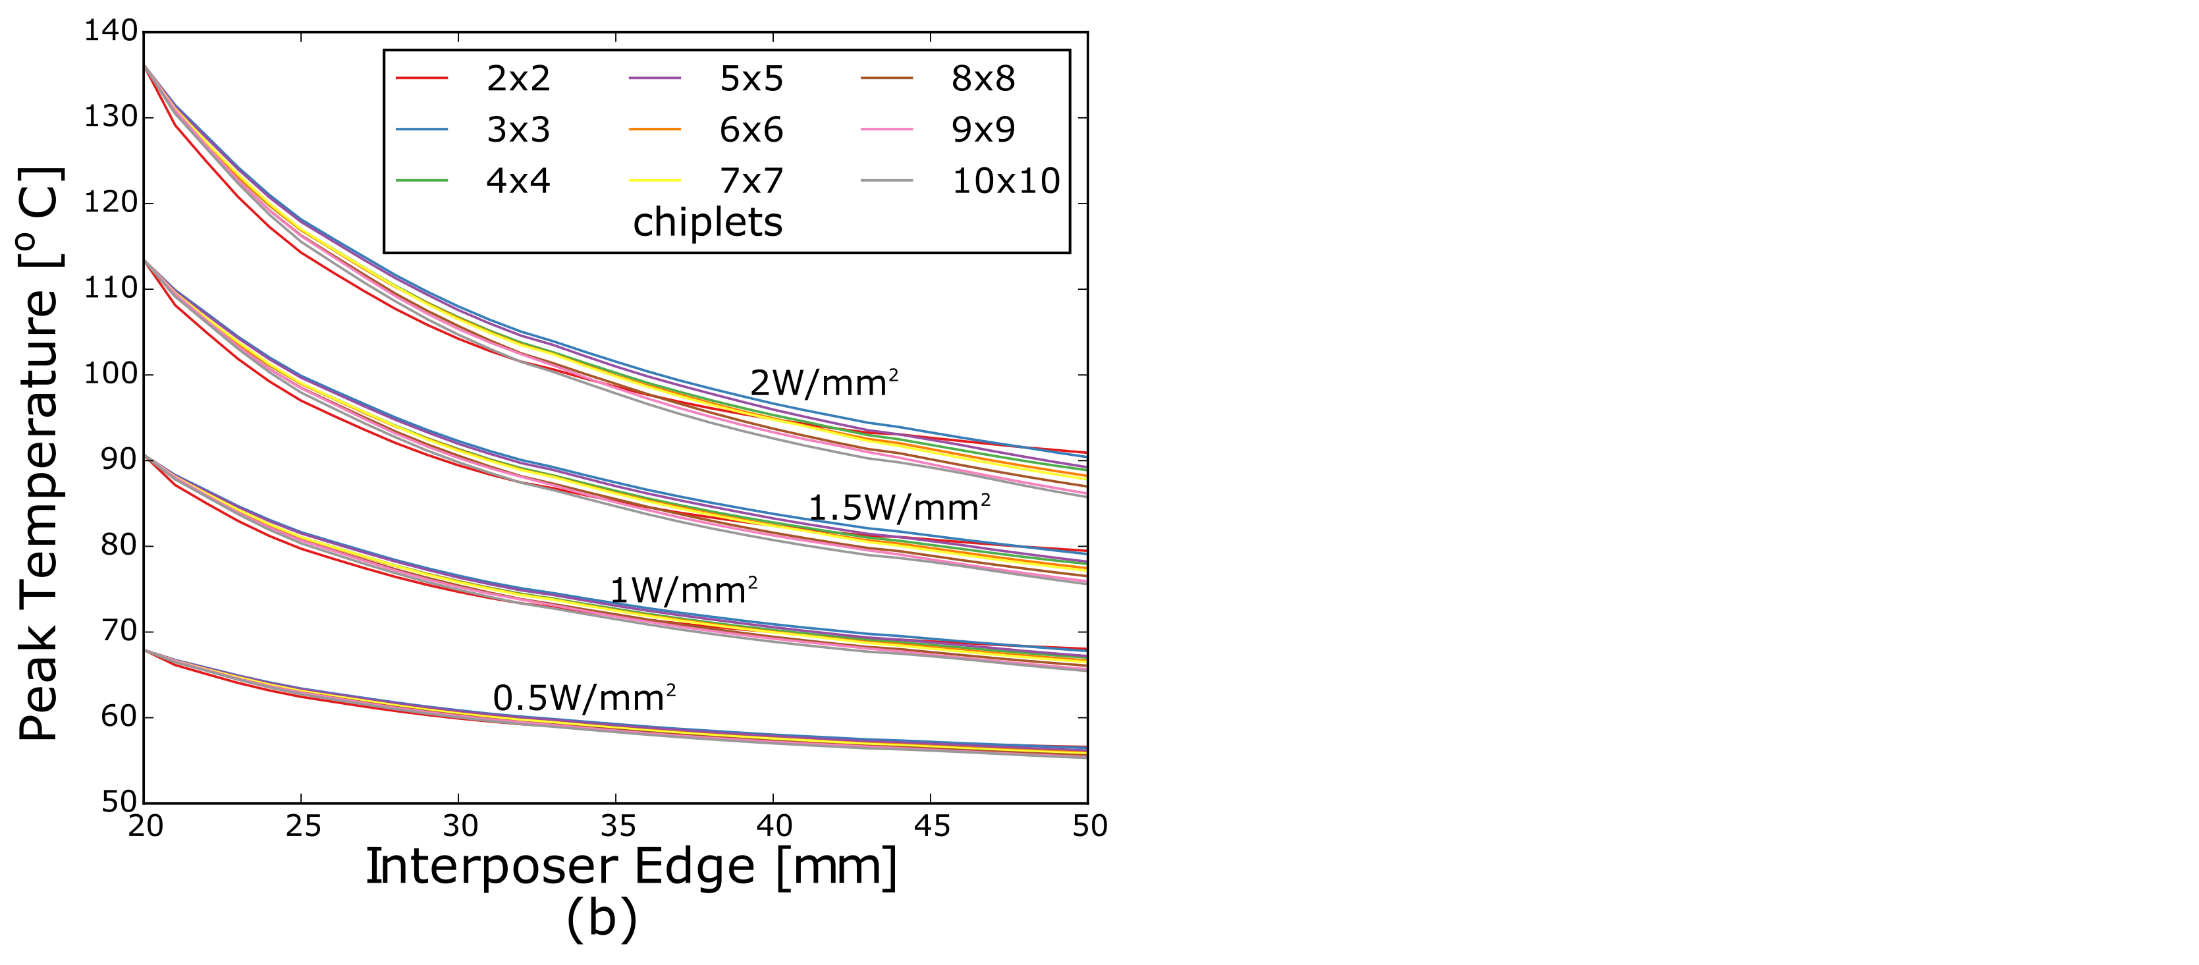 140
130
120
110
100
90
80
70
60
50
Peak Temperature [º C]
2x2 5x5 8x8
3x3 6x6 9x9
4x4 7x7 10x10
chiplets
2W/mm²
1.5W/mm²
1W/mm²
0.5W/mm²
20 25 30 35 40 45 50
Interposer Edge [mm]
(b)